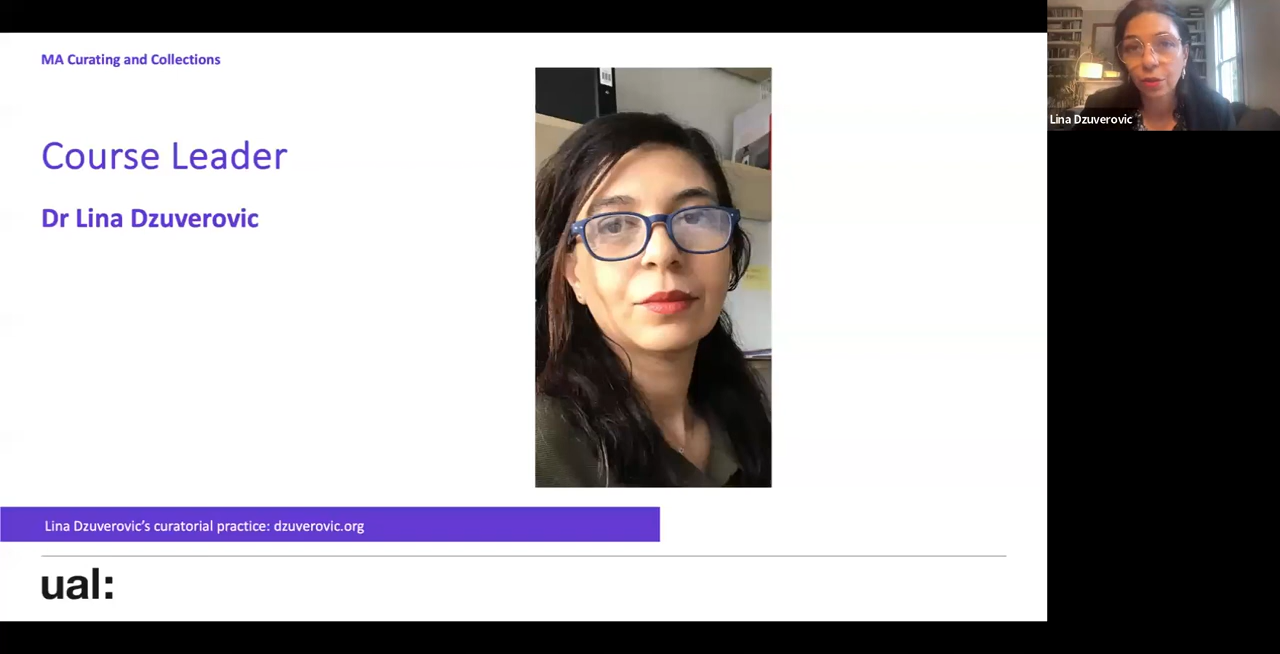 MA Curating and Collections
Course Leader
Dr Lina Dzuverovic
Lina Dzuverovic
Lina Dzuverovic’s curatorial practice: dzuverovic.org
ual: